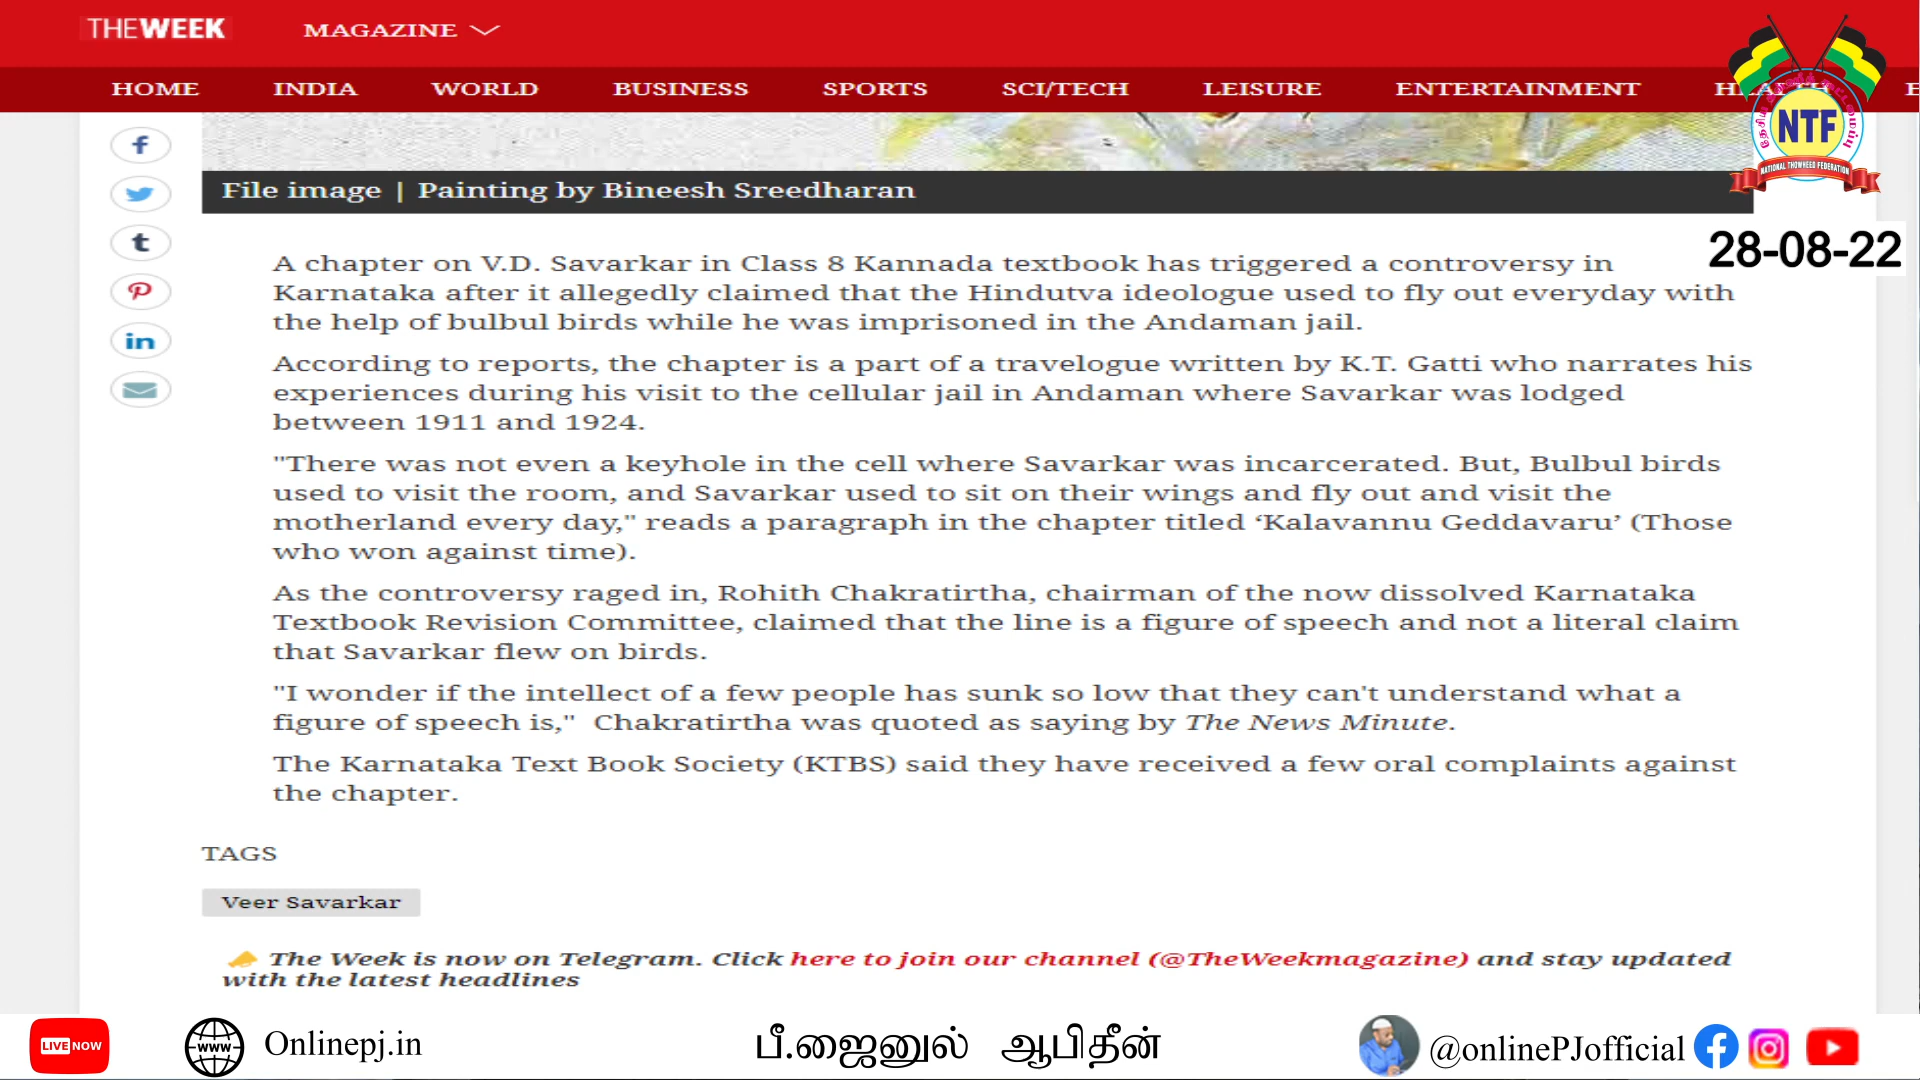 THEWEEK
MAGAZINE
HOME INDIA WORLD BUSINESS SPORTS SCI/TECH LEISURE ENTERTAINMENT
NTF
NATIONAL THOWHEED FEDERATION
File image | Painting by Bineesh Sreedharan
28-08-22
A chapter on V.D. Savarkar in Class 8 Kannada textbook has triggered a controversy in
Karnataka after it allegedly claimed that the Hindutva ideologue used to fly out everyday with
the help of bulbul birds while he was imprisoned in the Andaman jail.
According to reports, the chapter is a part of a travelogue written by K.T. Gatti who narrates his
experiences during his visit to the cellular jail in Andaman where Savarkar was lodged
between 1911 and 1924.
"There was not even a keyhole in the cell where Savarkar was incarcerated. But, Bulbul birds
used to visit the room, and Savarkar used to sit on their wings and fly out and visit the
motherland every day," reads a paragraph in the chapter titled ‘Kalavannu Geddavaru’ (Those
who won against time).
As the controversy raged in, Rohith Chakratirtha, chairman of the now dissolved Karnataka
Textbook Revision Committee, claimed that the line is a figure of speech and not a literal claim
that Savarkar flew on birds.
"I wonder if the intellect of a few people has sunk so low that they can't understand what a
figure of speech is," Chakratirtha was quoted as saying by The News Minute.
The Karnataka Text Book Society (KTBS) said they have received a few oral complaints against
the chapter.
TAGS
Veer Savarkar
The Week is now on Telegram. Click here to join our channel (@TheWeekmagazine) and stay updated
with the latest headlines
LIVE NOW
WWW
Onlinepj.in
பீ.ஜைனுல் ஆபிதீன்
@onlinePJofficial